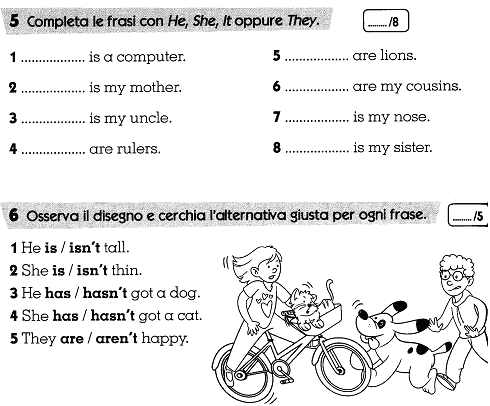 5 Completa le frasi con He, She, It oppure They. ......... /8
1 .................. is a computer.
2 .................. is my mother.
3 .................. is my uncle.
4 .................. are rulers.
5 .................. are lions.
6 .................. are my cousins.
7 .................. is my nose.
8 .................. is my sister.
6 Osserva il disegno e cerchia l'alternativa giusta per ogni frase. ......... /5
1 He is / isn't tall.
2 She is / isn't thin.
3 He has / hasn't got a dog.
4 She has / hasn't got a cat.
5 They are / aren't happy.